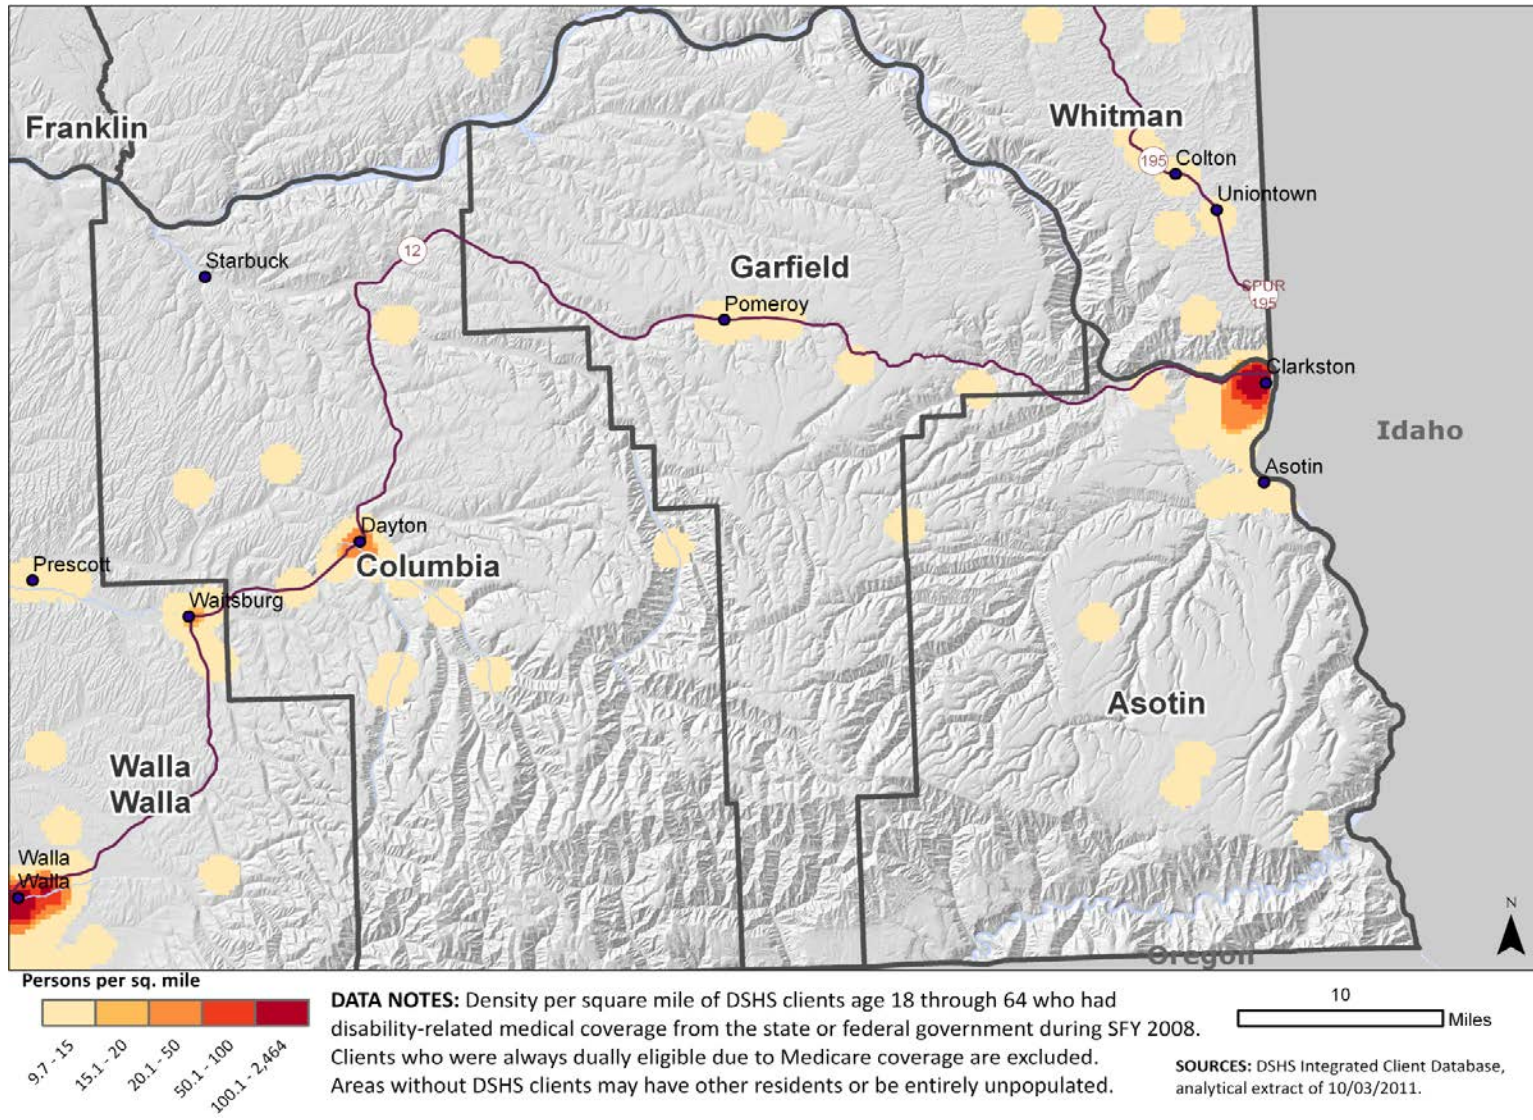 Franklin
Whitman
195
Colton
Uniontown
Starbuck
12
Garfield
Pomeroy
SPUR
195
Clarkston
Idaho
Asotin
Dayton
Columbia
Prescott
Waitsburg
Asotin
Walla
Walla
Walla
Walla
N
Oregon
Persons per sq. mile
9.7 - 15
15.1 - 20
20.1 - 50
50.1 - 100
100.1 - 2,464
DATA NOTES: Density per square mile of DSHS clients age 18 through 64 who had
disability-related medical coverage from the state or federal government during SFY 2008.
Clients who were always dually eligible due to Medicare coverage are excluded.
Areas without DSHS clients may have other residents or be entirely unpopulated.
10
Miles
SOURCES: DSHS Integrated Client Database,
analytical extract of 10/03/2011.